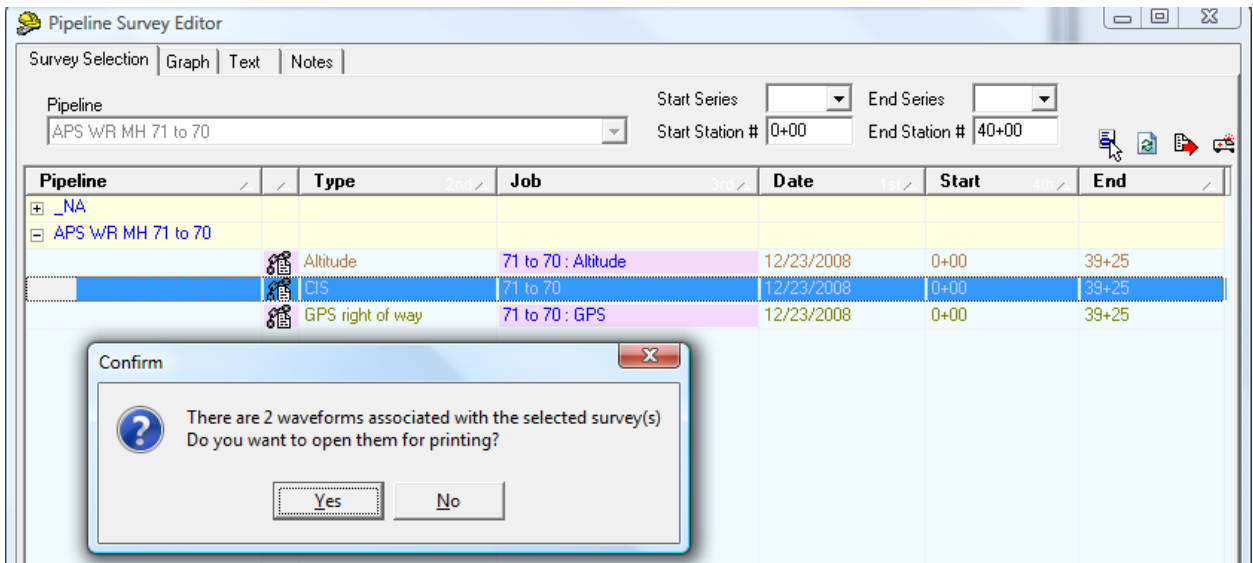 Pipeline Survey Editor
Survey Selection Graph Text Notes
Pipeline
APS WR MH 71 to 70
Start Series End Series
Start Station # 0+00 End Station # 40+00
Pipeline Type 2nd Job 3rd Date 1st Start 4th End
_NA
APS WR MH 71 to 70
Altitude 71 to 70 : Altitude 12/23/2008 0+00 39+25
CIS 71 to 70 12/23/2008 0+00 39+25
GPS right of way 71 to 70 : GPS 12/23/2008 0+00 39+25
Confirm
There are 2 waveforms associated with the selected survey(s)
Do you want to open them for printing?
Yes No